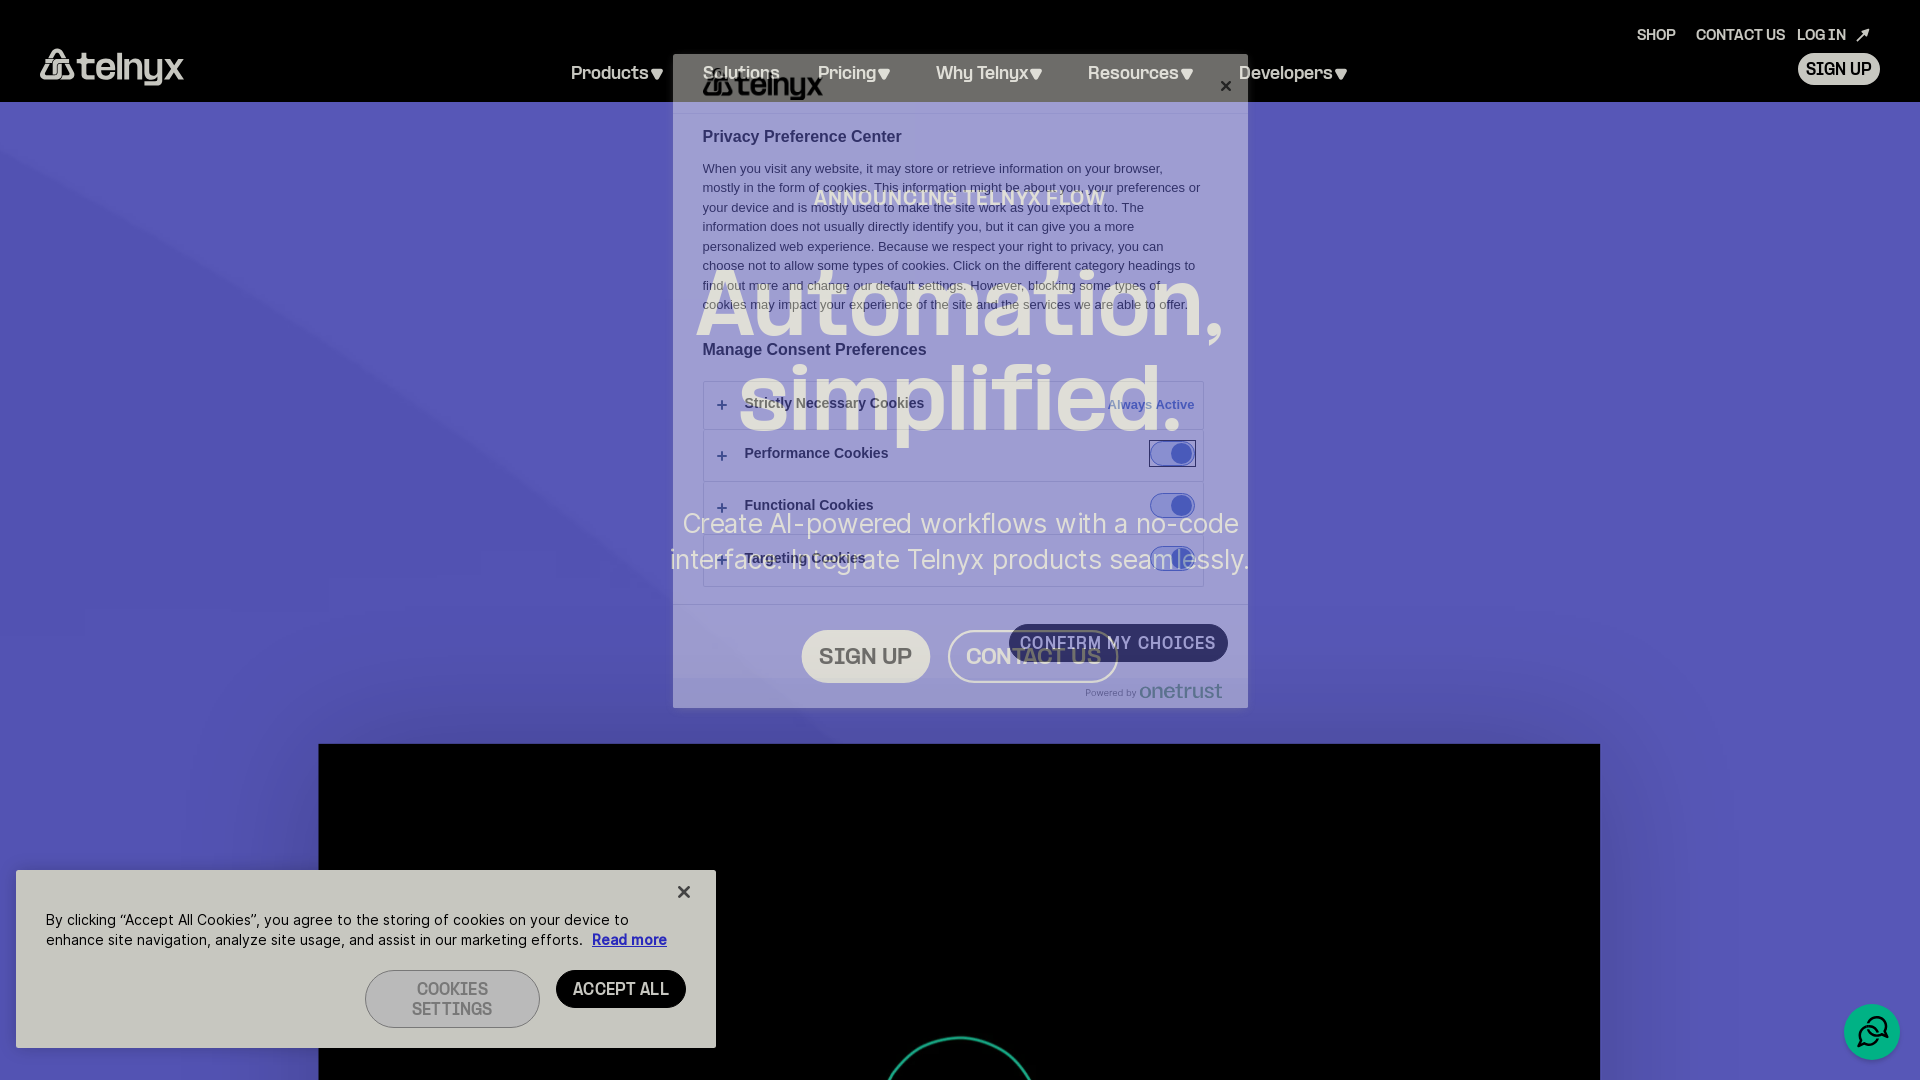 SHOP CONTACT US LOG IN
telnyx
Products Solutions Pricing Why Telnyx Resources Developers
SIGN UP
telnyx
Privacy Preference Center
When you visit any website, it may store or retrieve information on your browser,
mostly in the form of cookies. This information might be about you, your preferences or
your device and is mostly used to make the site work as you expect it to. The
information does not usually directly identify you, but it can give you a more
personalized web experience. Because we respect your right to privacy, you can
choose not to allow some types of cookies. Click on the different category headings to
find out more and change our default settings. However, blocking some types of
cookies may impact your experience of the site and the services we are able to offer.
ANNOUNCING TELNYX FLOW
Automation,
simplified.
Manage Consent Preferences
Strictly Necessary Cookies Always Active
Performance Cookies
Functional Cookies
Targeting Cookies
Create AI-powered workflows with a no-code
interface. Integrate Telnyx products seamlessly.
SIGN UP CONTACT US
CONFIRM MY CHOICES
Powered by onetrust
By clicking “Accept All Cookies”, you agree to the storing of cookies on your device to
enhance site navigation, analyze site usage, and assist in our marketing efforts. Read more
COOKIES
SETTINGS
ACCEPT ALL